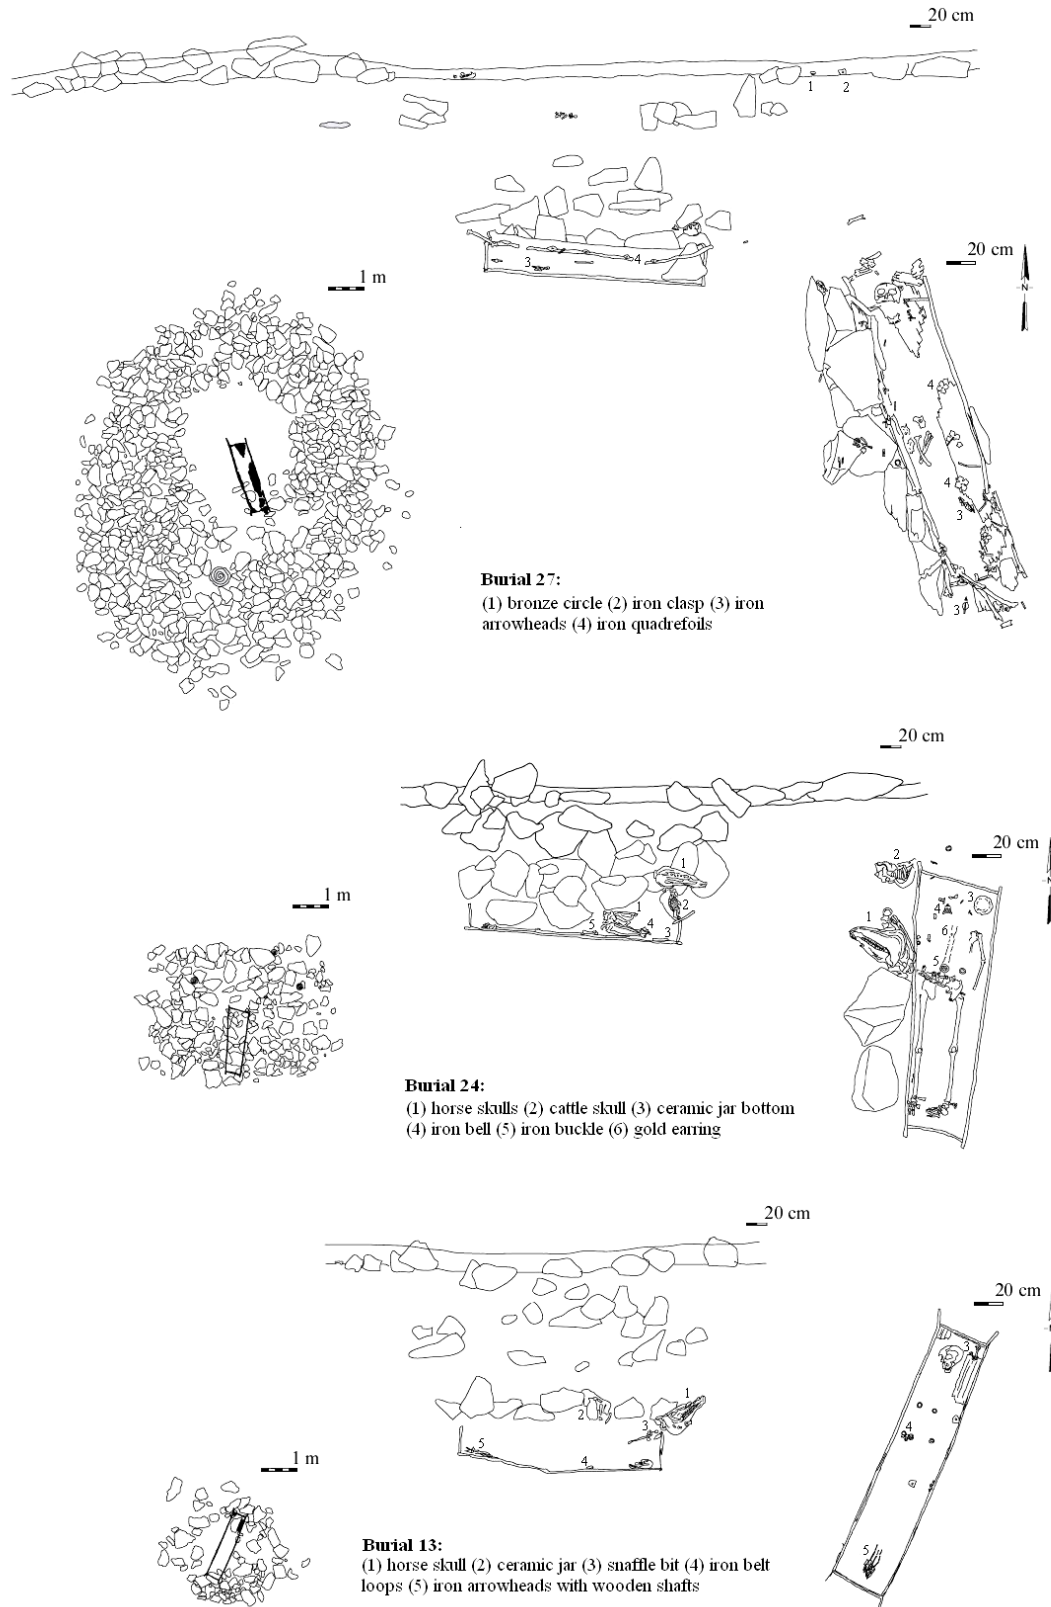 20 cm
1 2
3 4
20 cm
N
1 m
4
4
3
3
Burial 27:
(1) bronze circle (2) iron clasp (3) iron
arrowheads (4) iron quadrefoils
20 cm
20 cm
N
1
1
2
5 4 3
2
1
4 3
6
5
1 m
Burial 24:
(1) horse skulls (2) cattle skull (3) ceramic jar bottom
(4) iron bell (5) iron buckle (6) gold earring
20 cm
20 cm
N
1
2
3
5 4
3
4
5
1 m
Burial 13:
(1) horse skull (2) ceramic jar (3) snaffle bit (4) iron belt
loops (5) iron arrowheads with wooden shafts